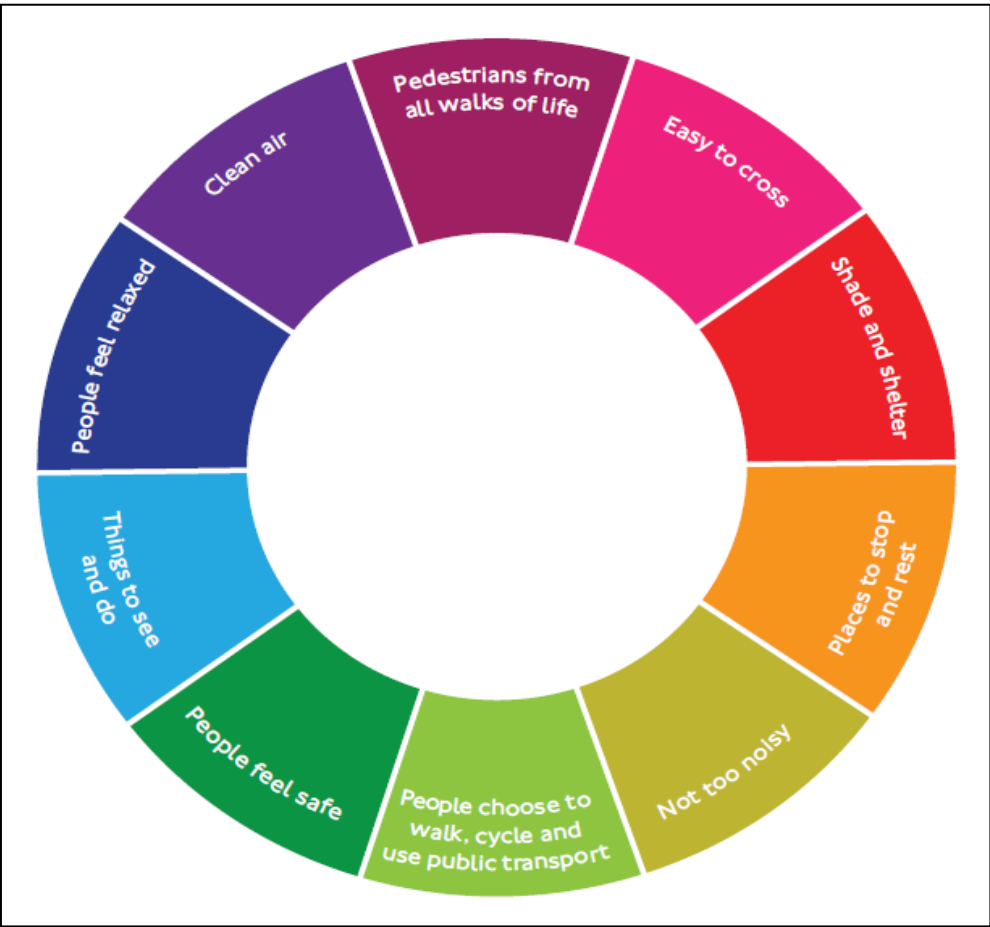 Pedestrians from
all walks of life
Easy to cross
Shade and shelter
Places to stop
and rest
Not too noisy
People choose to
walk, cycle and
use public transport
People feel safe
Things to see
and do
People feel relaxed
Clean air